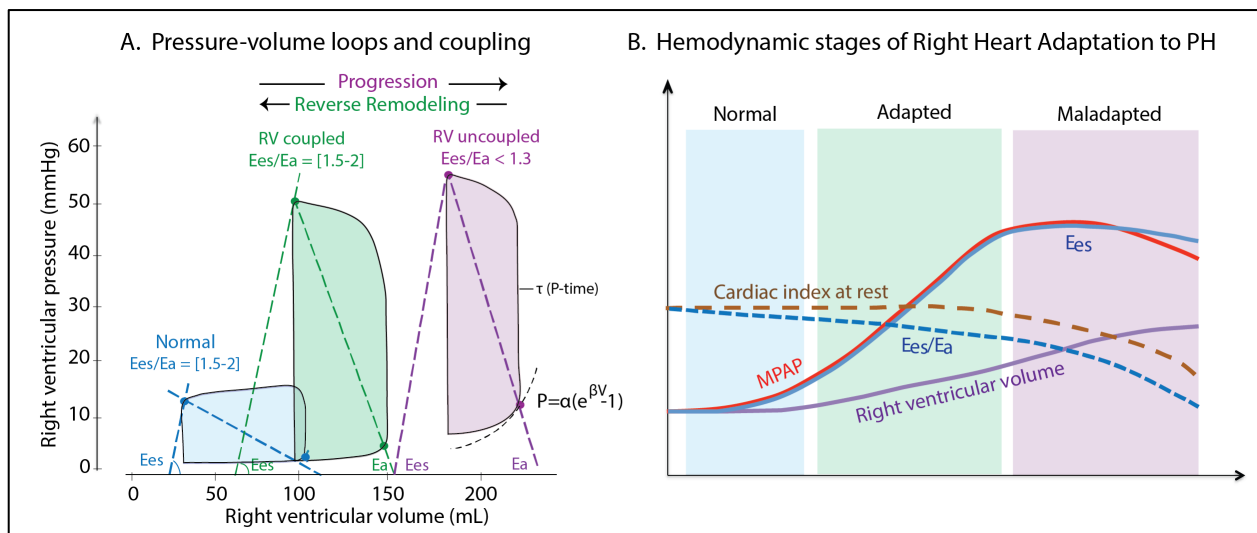 A. Pressure-volume loops and coupling
Progression
Reverse Remodeling
Right ventricular pressure (mmHg)
60
50
40
30
20
10
0
RV coupled
Ees/Ea = [1.5-2]
RV uncoupled
Ees/Ea < 1.3
Normal
Ees/Ea = [1.5-2]
τ (P-time)
P=α(e^βV-1)
Ees
Ees
Ea
Ees
Ea
0
50
100
150
200
Right ventricular volume (mL)
B. Hemodynamic stages of Right Heart Adaptation to PH
Normal
Adapted
Maladapted
Ees
Cardiac index at rest
Ees/Ea
MPAP
Right ventricular volume